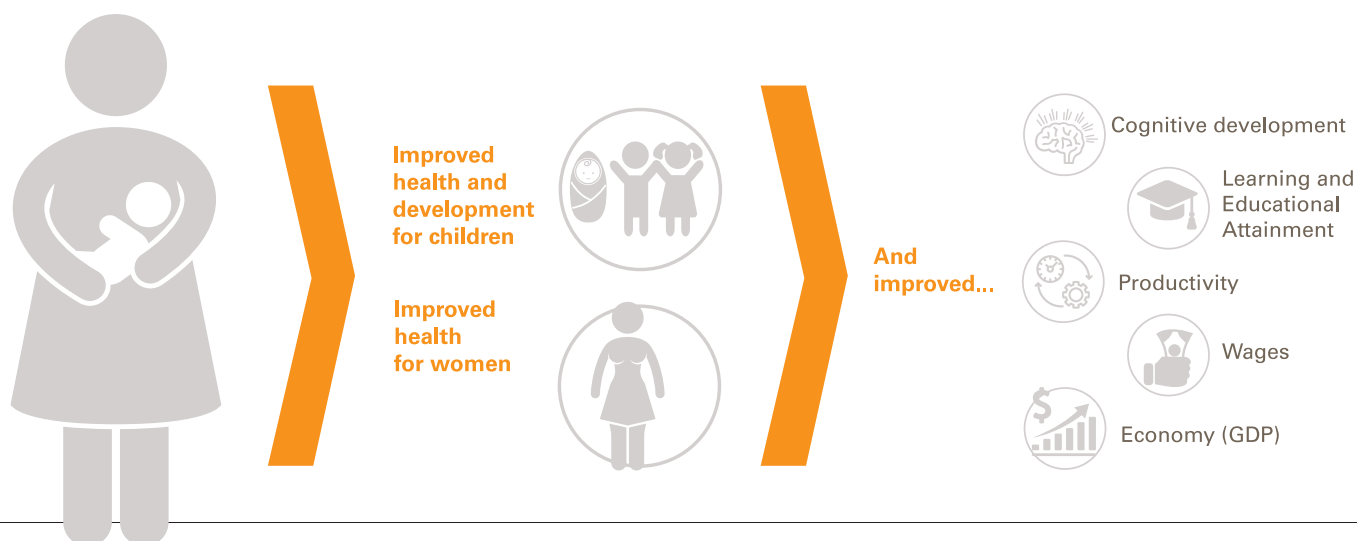 Improved
health and
development
for children
Improved
health
for women
And
improved...
Cognitive development
Learning and
Educational
Attainment
Productivity
Wages
$
Economy (GDP)